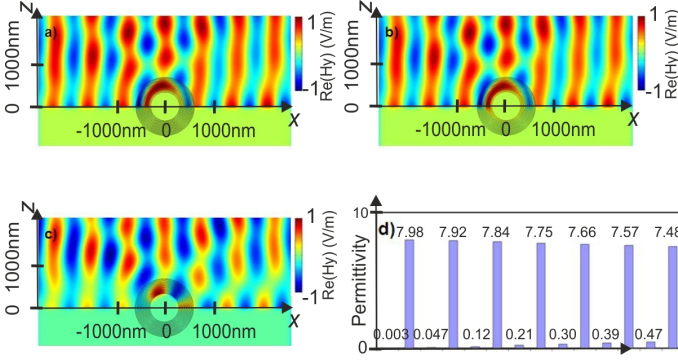 a)
Z
1000nm
0
-1000nm 0 1000nm
X
1
-1
Re(Hy) (V/m)
b)
Z
1000nm
0
-1000nm 0 1000nm
X
1
-1
Re(Hy) (V/m)
c)
Z
1000nm
0
-1000nm 0 1000nm
X
1
-1
Re(Hy) (V/m)
d)
Permittivity
10
0
7.98 7.92 7.84 7.75 7.66 7.57 7.48
0.003 0.047 0.12 0.21 0.30 0.39 0.47